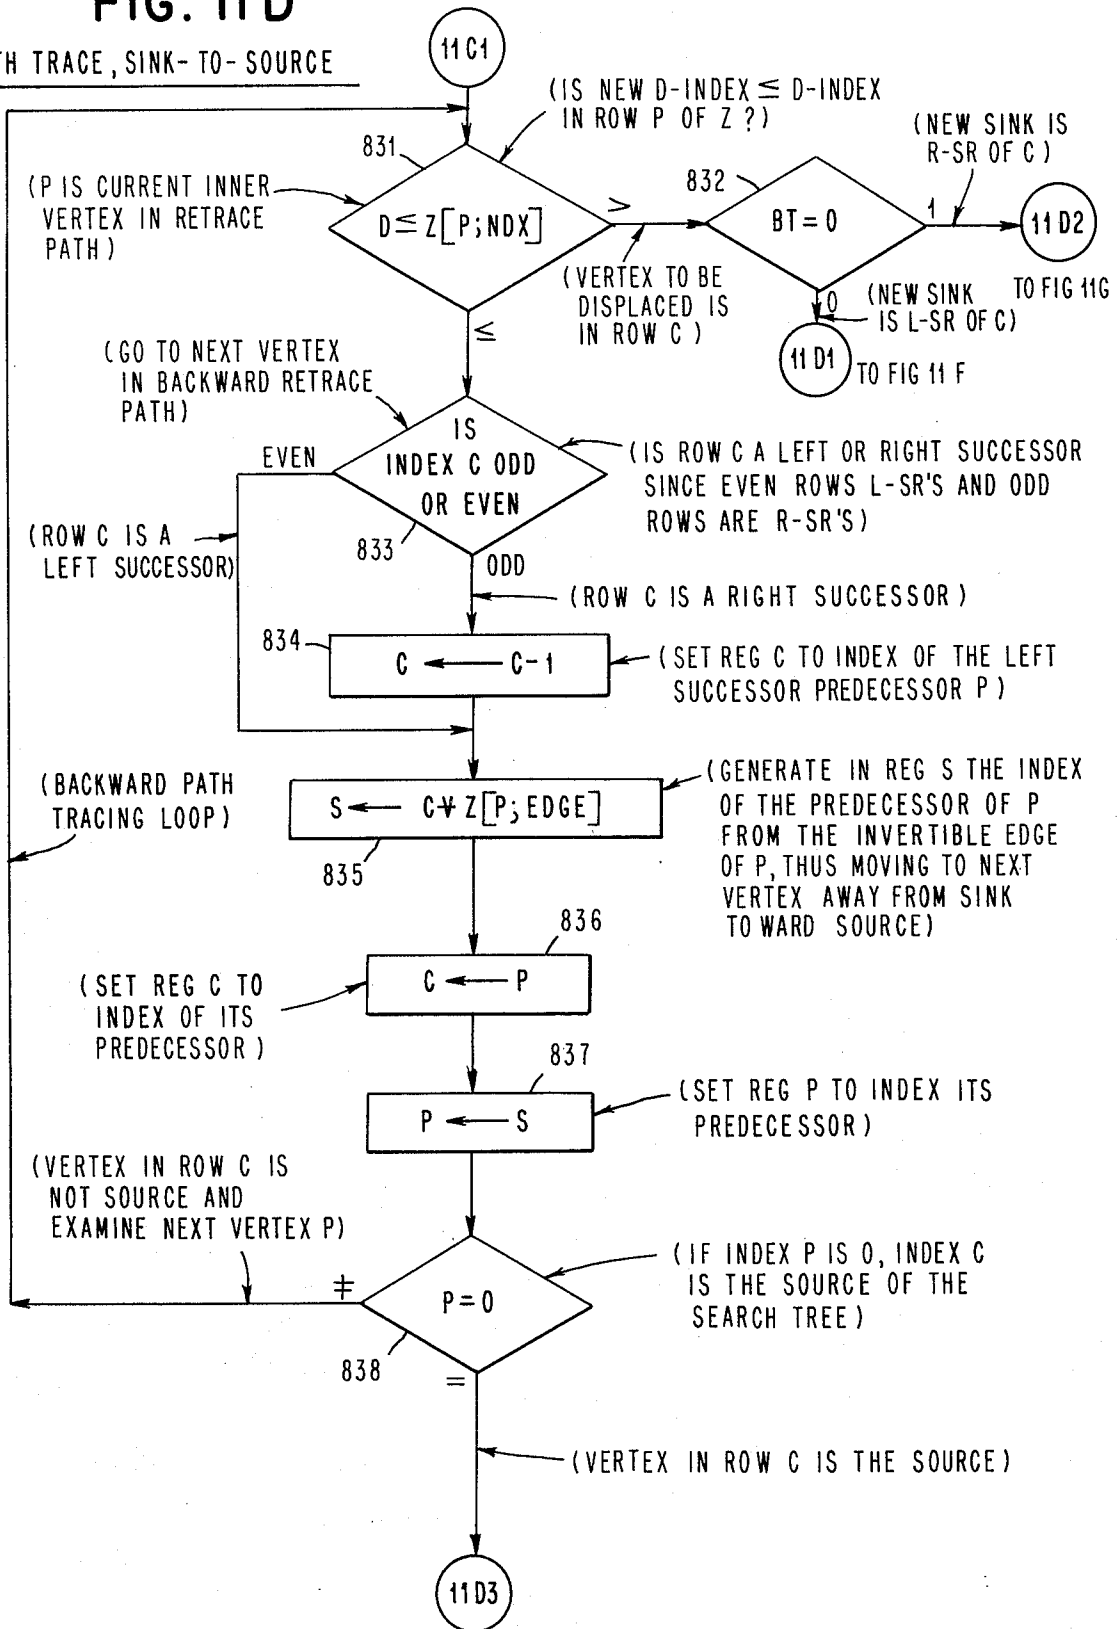 FIG. 11D
TH TRACE, SINK-TO-SOURCE
11C1
(IS NEW D-INDEX ≤ D-INDEX
IN ROW P OF Z ?)
831
(P IS CURRENT INNER
VERTEX IN RETRACE
PATH)
D ≤ Z[P;NDX]
>
(VERTEX TO BE
DISPLACED IS
IN ROW C)
832
BT = 0
(NEW SINK IS
R-SR OF C)
1
11D2
TO FIG 11G
0
(NEW SINK
IS L-SR OF C)
11D1
TO FIG 11F
≤
(GO TO NEXT VERTEX
IN BACKWARD RETRACE
PATH)
IS
INDEX C ODD
OR EVEN
833
EVEN
(ROW C IS A
LEFT SUCCESSOR)
(IS ROW C A LEFT OR RIGHT SUCCESSOR
SINCE EVEN ROWS L-SR'S AND ODD
ROWS ARE R-SR'S)
ODD
(ROW C IS A RIGHT SUCCESSOR)
834
C ← C-1
(SET REG C TO INDEX OF THE LEFT
SUCCESSOR PREDECESSOR P)
(BACKWARD PATH
TRACING LOOP)
S ← C⍱Z[P;EDGE]
835
(GENERATE IN REG S THE INDEX
OF THE PREDECESSOR OF P
FROM THE INVERTIBLE EDGE
OF P, THUS MOVING TO NEXT
VERTEX AWAY FROM SINK
TO WARD SOURCE)
836
C ← P
(SET REG C TO
INDEX OF ITS
PREDECESSOR)
837
P ← S
(SET REG P TO INDEX ITS
PREDECESSOR)
(VERTEX IN ROW C IS
NOT SOURCE AND
EXAMINE NEXT VERTEX P)
≠
P = 0
838
(IF INDEX P IS 0, INDEX C
IS THE SOURCE OF THE
SEARCH TREE)
=
(VERTEX IN ROW C IS THE SOURCE)
11D3